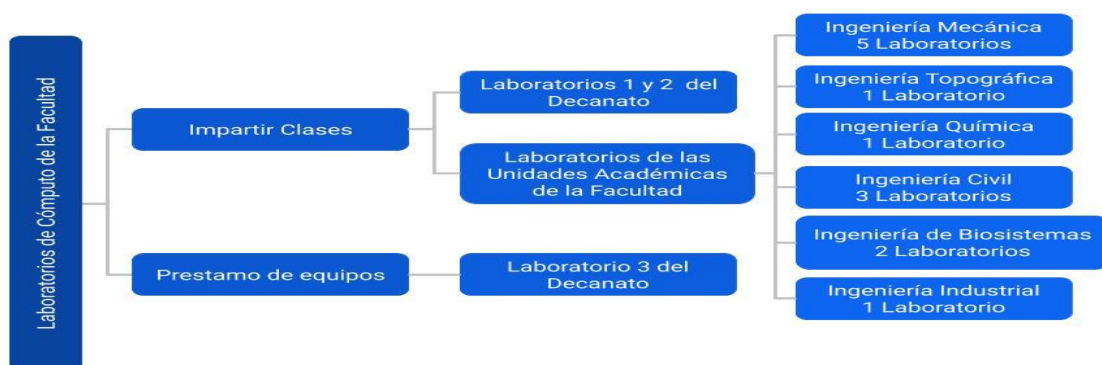 Laboratorios de Cómputo de la Facultad
Impartir Clases
Laboratorios 1 y 2 del
Decanato
Laboratorios de las
Unidades Académicas
de la Facultad
Ingeniería Mecánica
5 Laboratorios
Ingeniería Topográfica
1 Laboratorio
Ingeniería Química
1 Laboratorio
Ingeniería Civil
3 Laboratorios
Ingeniería de Biosistemas
2 Laboratorios
Ingeniería Industrial
1 Laboratorio
Prestamo de equipos
Laboratorio 3 del
Decanato